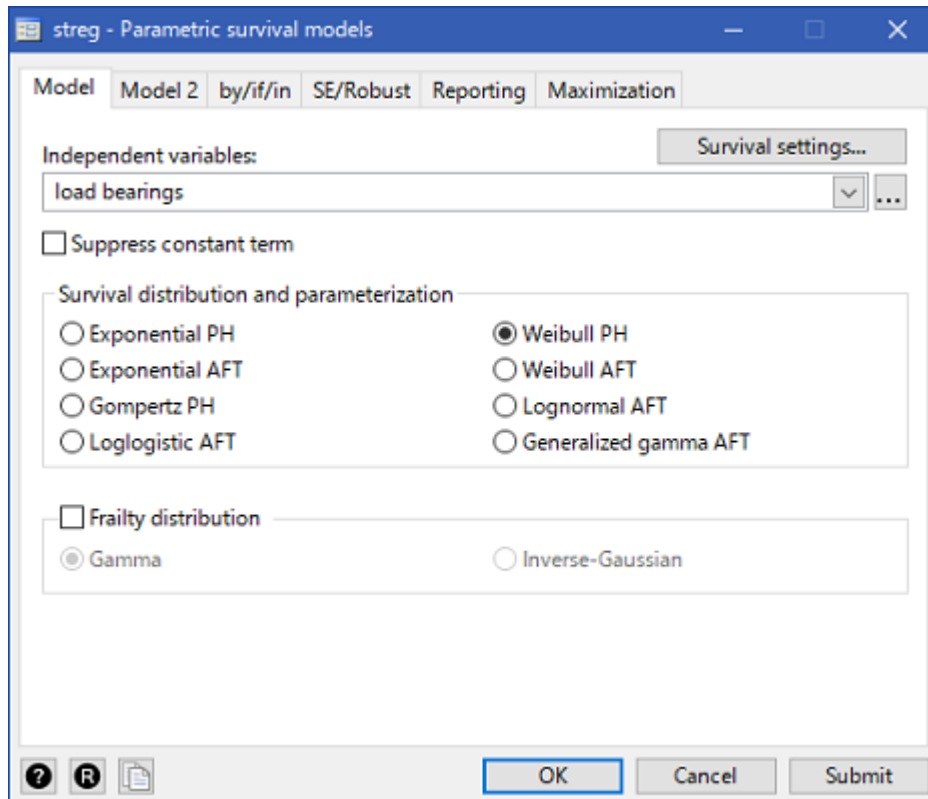 streg - Parametric survival models
Model Model 2 by/if/in SE/Robust Reporting Maximization
Survival settings...
Independent variables:
load bearings
...
Suppress constant term
Survival distribution and parameterization
Exponential PH Weibull PH
Exponential AFT Weibull AFT
Gompertz PH Lognormal AFT
Loglogistic AFT Generalized gamma AFT
Frailty distribution
Gamma Inverse-Gaussian
? R OK Cancel Submit